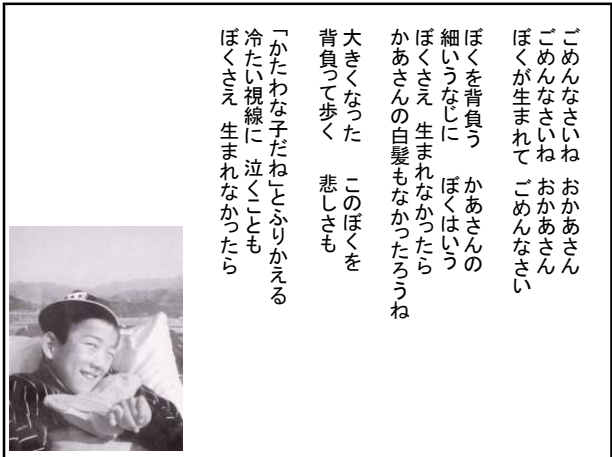 ごめんなさいね　おかあさん
ごめんなさいね　おかあさん
ぼくが生まれて　ごめんなさい
ぼくを背負う　かあさんの
細いうなじに　ぼくはいう
ぼくさえ　生まれなかったら
かあさんの白髪もなかったろうね
大きくなった　このぼくを
背負って歩く　悲しさも
「かたわな子だね」とふりかえる
冷たい視線に　泣くことも
ぼくさえ　生まれなかったら